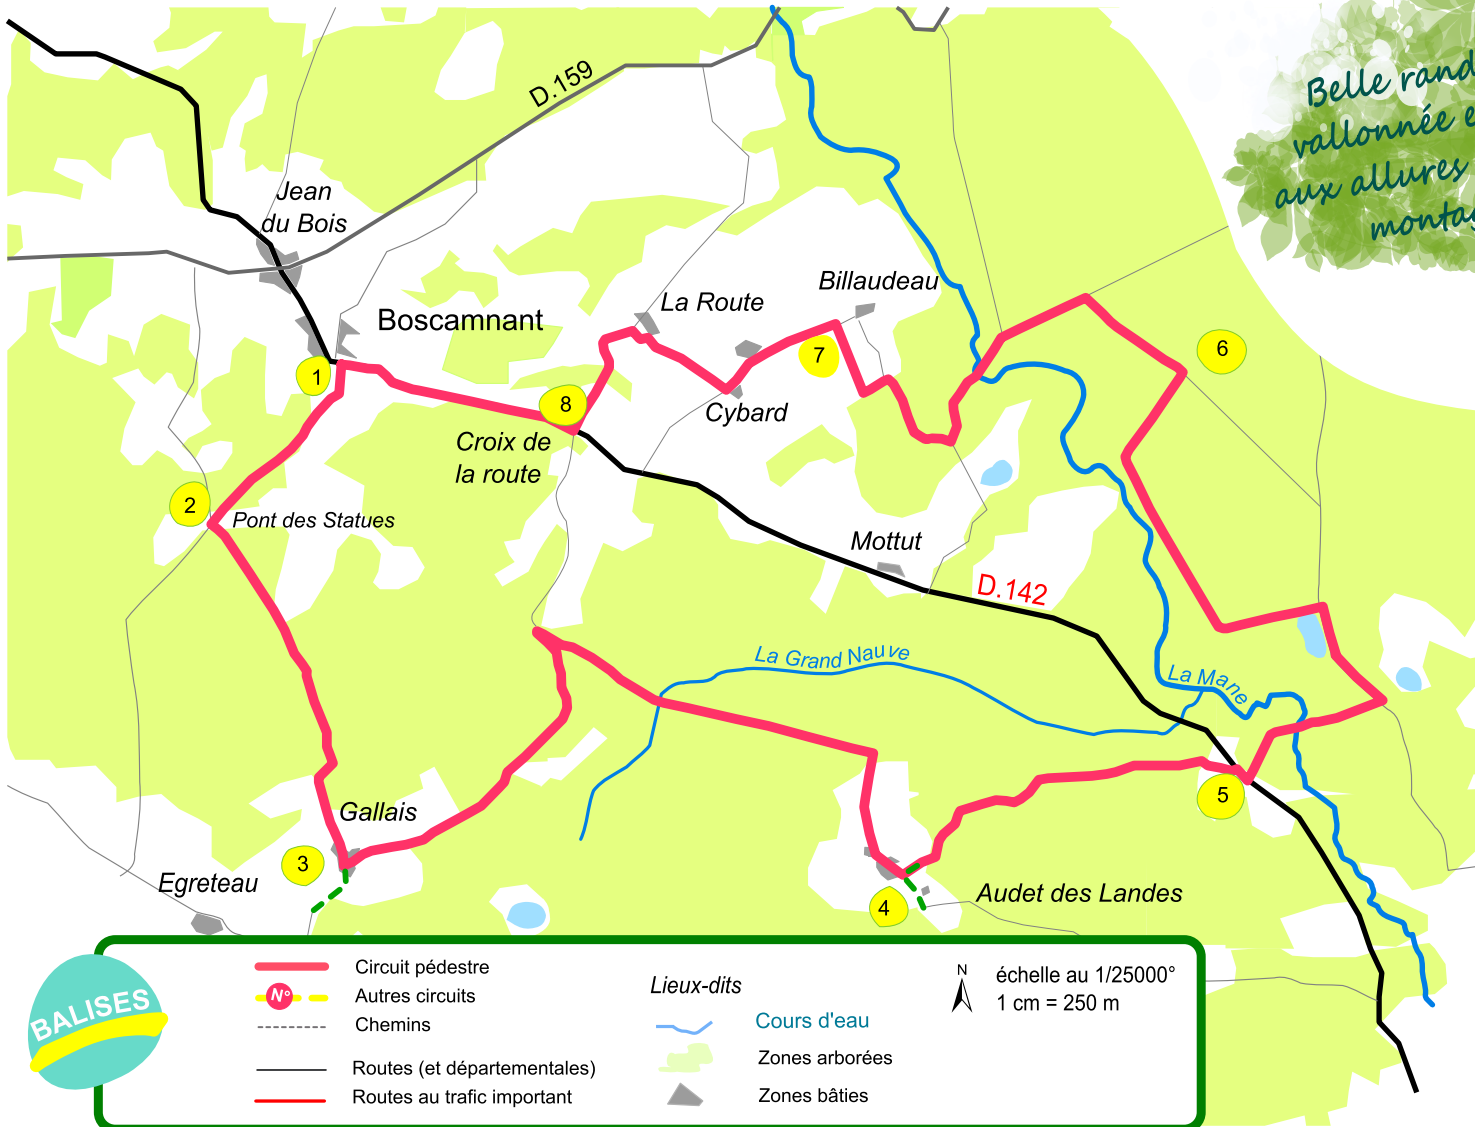 D.159
Belle rand
vallonnée e
aux allures
montag
Jean
du Bois
Boscamnant
La Route
Billaudeau
1
8
7
6
Cybard
Croix de
la route
2
Pont des Statues
Mottut
D.142
La Grand Nauve
La Mane
5
Gallais
3
Egreteau
4
Audet des Landes
BALISES
Circuit pédestre
N° Autres circuits
Chemins
Routes (et départementales)
Routes au trafic important
Lieux-dits
Cours d'eau
Zones arborées
Zones bâties
N
échelle au 1/25000°
1 cm = 250 m